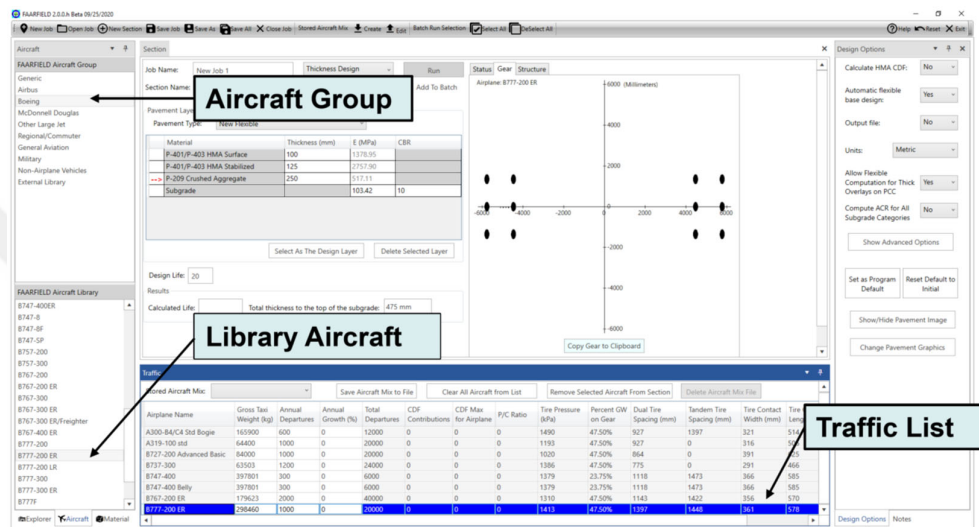 FAARFIELD 2.0.0.h Beta 09/25/2020
New Job Open Job New Section Save Job Save As Save All Close Job Stored Aircraft Mix Create Edit Batch Run Selection Select All DeSelect All Help Reset Exit
Aircraft
FAARFIELD Aircraft Group
Generic
Airbus
Boeing
McDonnell Douglas
Other Large Jet
Regional/Commuter
General Aviation
Military
Non-Airplane Vehicles
External Library
FAARFIELD Aircraft Library
B747-400ER
B747-8
B747-8F
B747-SP
B757-200
B757-300
B767-200
B767-200 ER
B767-300
B767-300 ER
B767-300 ER/Freighter
B767-400 ER
B777-200
B777-200 ER
B777-200 LR
B777-300
B777-300 ER
B777F
Explorer Aircraft Material
Section
Job Name: New Job 1 Thickness Design Run
Section Name: Add To Batch
Aircraft Group
Pavement Type: New Flexible
Material Thickness (mm) E (MPa) CBR
P-401/P-403 HMA Surface 100 1378.95
P-401/P-403 HMA Stabilized 125 2757.90
--> P-209 Crushed Aggregate 250 517.11
Subgrade 103.42 10
Select As The Design Layer Delete Selected Layer
Design Life: 20
Results
Calculated Life: Total thickness to the top of the subgrade: 475 mm
Library Aircraft
Status Gear Structure
Airplane: B777-200 ER
6000 (Millimeters)
4000
2000
-6000 -4000 -2000 0 2000 4000 6000
-2000
-4000
-6000
Copy Gear to Clipboard
Traffic
Stored Aircraft Mix: Save Aircraft Mix to File Clear All Aircraft from List Remove Selected Aircraft From Section Delete Aircraft Mix File
Airplane Name Gross Taxi Weight (kg) Annual Departures Annual Growth (%) Total Departures CDF Contributions CDF Max for Airplane P/C Ratio Tire Pressure (kPa) Percent GW on Gear Dual Tire Spacing (mm) Tandem Tire Spacing (mm) Tire Contact Width (mm)
A300-B4/C4 Std Bogie 165900 600 0 12000 0 0 0 1490 47.50% 927 1397 321 514
A319-100 std 64400 1000 0 20000 0 0 0 1193 47.50% 927 0 316
B727-200 Advanced Basic 84000 1000 0 20000 0 0 0 1020 47.50% 864 0 391
B737-300 63503 1200 0 24000 0 0 0 1386 47.50% 775 0 291 466
B747-400 397801 300 0 6000 0 0 0 1379 23.75% 1118 1473 366 585
B747-400 Belly 397801 300 0 6000 0 0 0 1379 23.75% 1118 1473 366 585
B767-200 ER 179623 2000 0 40000 0 0 0 1310 47.50% 1143 1422 356 570
B777-200 ER 298460 1000 0 20000 0 0 0 1413 47.50% 1397 1448 361 578
Traffic List
Design Options
Calculate HMA CDF: No
Automatic flexible base design: Yes
Output file: No
Units: Metric
Allow Flexible Computation for Thick Overlays on PCC Yes
Compute ACR for All Subgrade Categories No
Show Advanced Options
Set as Program Default Reset Default to Initial
Show/Hide Pavement Image
Change Pavement Graphics
Design Options Notes